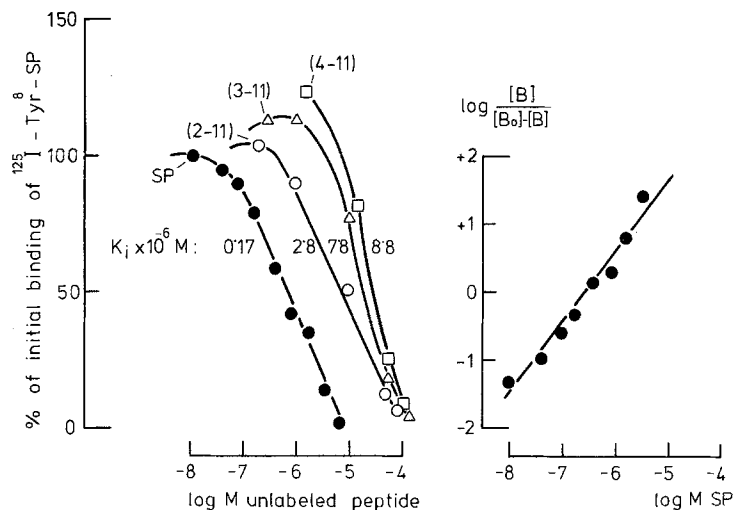 % of initial binding of ¹²⁵I-Tyr⁸-SP
150
100
50
0
(4-11)
(3-11)
(2-11)
SP
Kᵢ x10⁻⁶ M: 0·17 2·8 7·8 8·8
-8 -7 -6 -5 -4
log M unlabeled peptide
log [B] / [B₀]-[B]
+2
+1
0
-1
-2
-8 -7 -6 -5 -4
log M SP